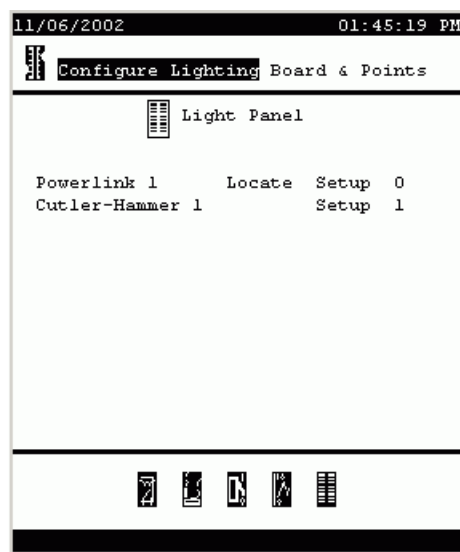 11/06/2002 01:45:19 PM
Configure Lighting Board & Points
Light Panel
Powerlink 1 Locate Setup 0
Cutler-Hammer 1 Setup 1